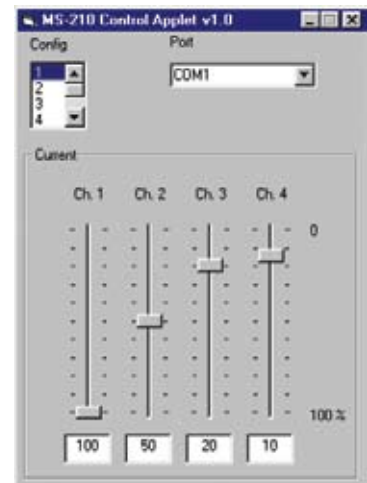 MS-210 Control Applet v1.0
Config
Port
1
2
3
4
COM1
Current
Ch. 1 Ch. 2 Ch. 3 Ch. 4
0
100 %
100 50 20 10